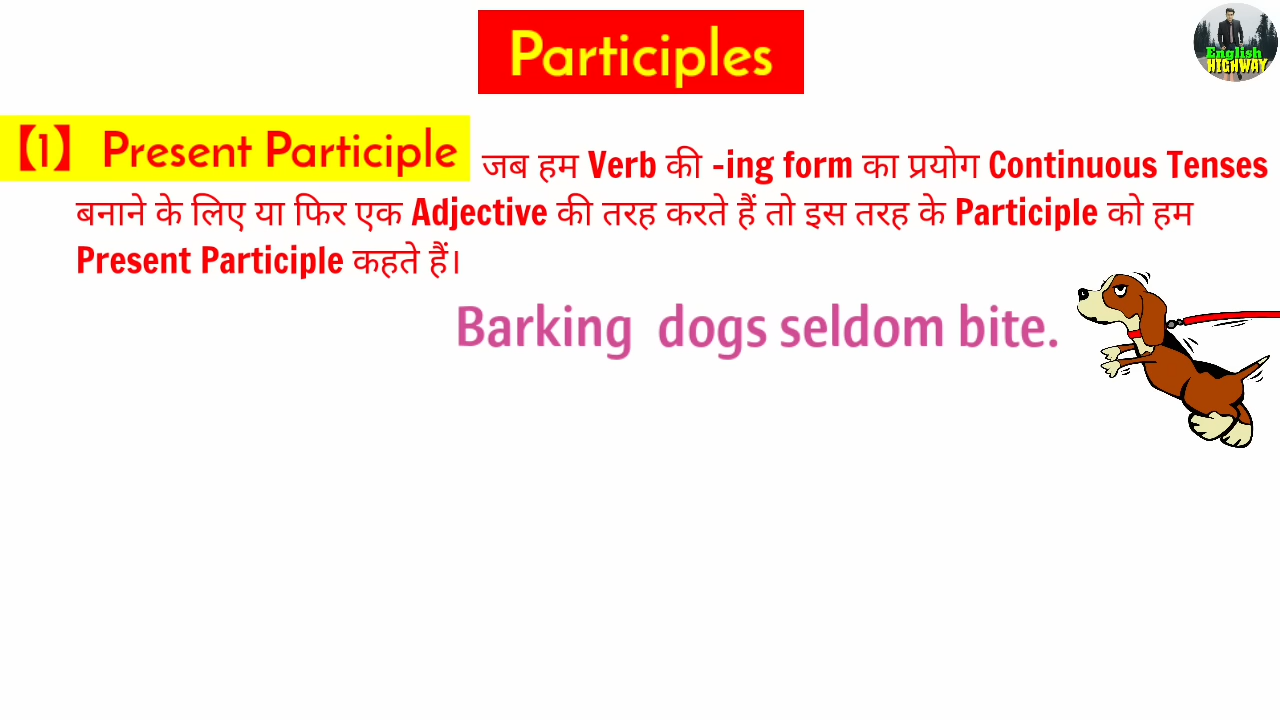 Participles
English
HIGHWAY
【1】 Present Participle जब हम Verb की -ing form का प्रयोग Continuous Tenses
बनाने के लिए या फिर एक Adjective की तरह करते हैं तो इस तरह के Participle को हम
Present Participle कहते हैं।
Barking dogs seldom bite.